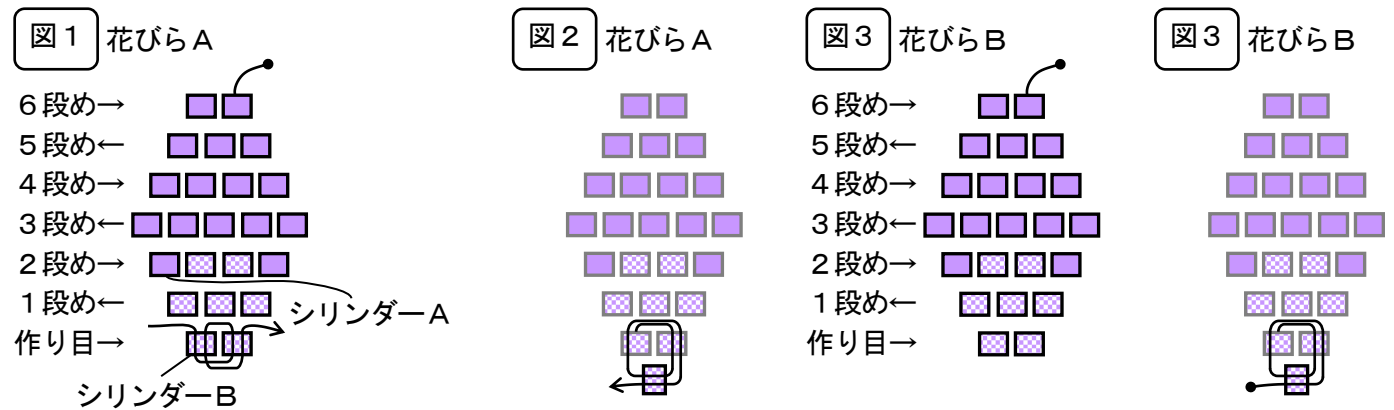 図１ 花びらＡ
６段め→
５段め←
４段め→
３段め←
２段め→
１段め←
作り目→
シリンダーＡ
シリンダーＢ
図２ 花びらＡ
図３ 花びらＢ
６段め→
５段め←
４段め→
３段め←
２段め→
１段め←
作り目→
図３ 花びらＢ